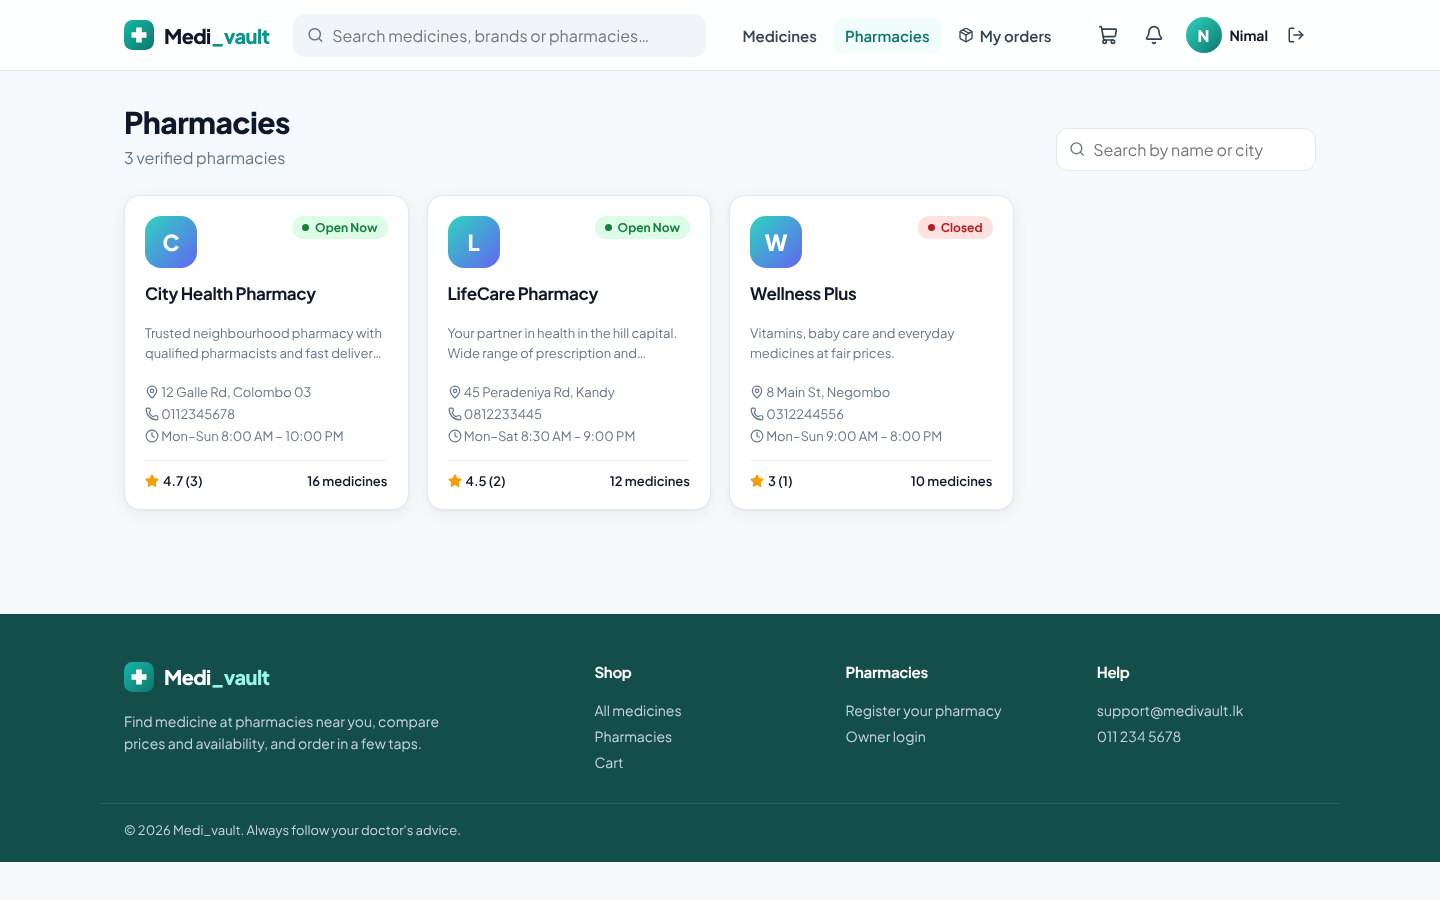 Medi_vault
Search medicines, brands or pharmacies…
Medicines
Pharmacies
My orders
N
Nimal
Pharmacies
3 verified pharmacies
Search by name or city
C
Open Now
City Health Pharmacy
Trusted neighbourhood pharmacy with
qualified pharmacists and fast deliver…
12 Galle Rd, Colombo 03
0112345678
Mon–Sun 8:00 AM – 10:00 PM
4.7 (3)
16 medicines
L
Open Now
LifeCare Pharmacy
Your partner in health in the hill capital.
Wide range of prescription and…
45 Peradeniya Rd, Kandy
0812233445
Mon–Sat 8:30 AM – 9:00 PM
4.5 (2)
12 medicines
W
Closed
Wellness Plus
Vitamins, baby care and everyday
medicines at fair prices.
8 Main St, Negombo
0312244556
Mon–Sun 9:00 AM – 8:00 PM
3 (1)
10 medicines
Medi_vault
Find medicine at pharmacies near you, compare
prices and availability, and order in a few taps.
Shop
All medicines
Pharmacies
Cart
Pharmacies
Register your pharmacy
Owner login
Help
support@medivault.lk
011 234 5678
© 2026 Medi_vault. Always follow your doctor's advice.